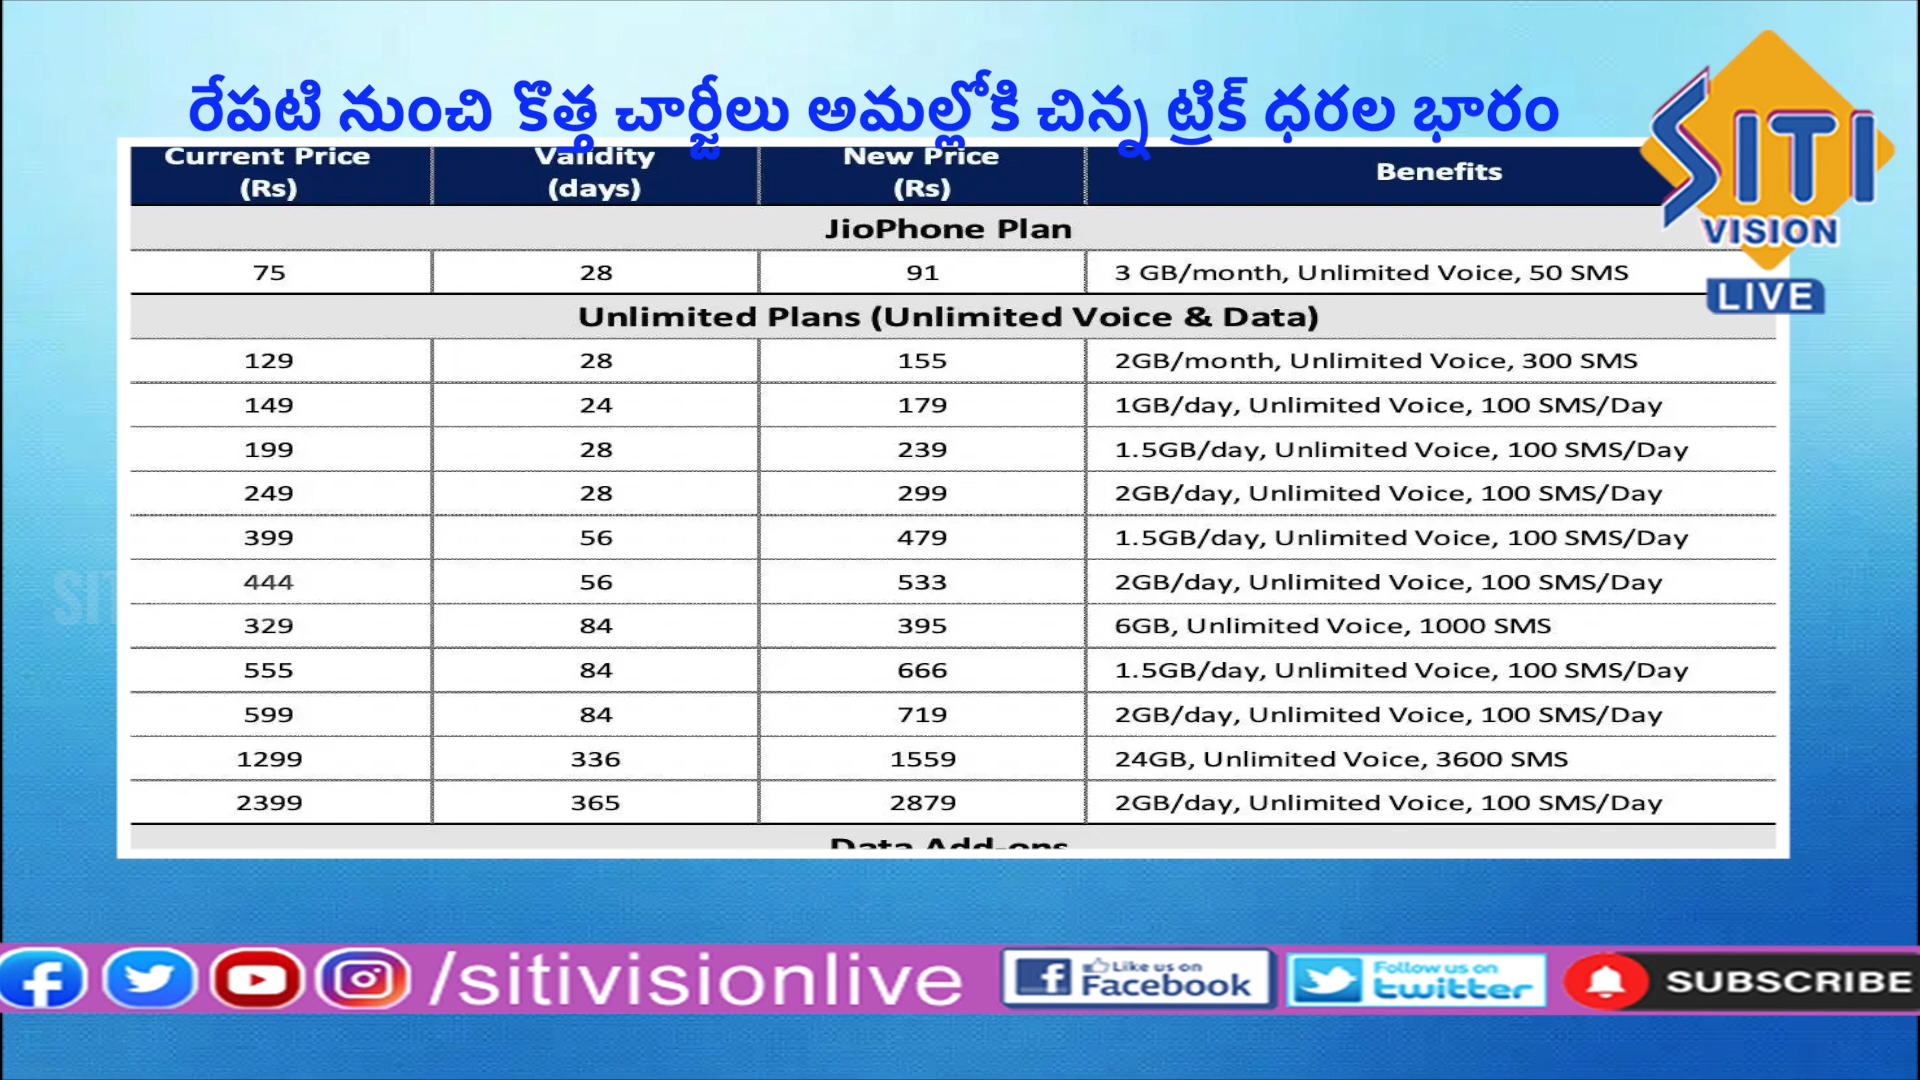 రేపటి నుంచి కొత్త చార్జీలు అమల్లోకి చిన్న ట్రిక్ ధరల భారం
SITI
VISION
LIVE
Current Price (Rs) Validity (days) New Price (Rs) Benefits
JioPhone Plan
75 28 91 3 GB/month, Unlimited Voice, 50 SMS
Unlimited Plans (Unlimited Voice & Data)
129 28 155 2GB/month, Unlimited Voice, 300 SMS
149 24 179 1GB/day, Unlimited Voice, 100 SMS/Day
199 28 239 1.5GB/day, Unlimited Voice, 100 SMS/Day
249 28 299 2GB/day, Unlimited Voice, 100 SMS/Day
399 56 479 1.5GB/day, Unlimited Voice, 100 SMS/Day
444 56 533 2GB/day, Unlimited Voice, 100 SMS/Day
329 84 395 6GB, Unlimited Voice, 1000 SMS
555 84 666 1.5GB/day, Unlimited Voice, 100 SMS/Day
599 84 719 2GB/day, Unlimited Voice, 100 SMS/Day
1299 336 1559 24GB, Unlimited Voice, 3600 SMS
2399 365 2879 2GB/day, Unlimited Voice, 100 SMS/Day
Data Add-ons
/sitivisionlive
Like us on
Facebook
Follow us on
twitter
SUBSCRIBE